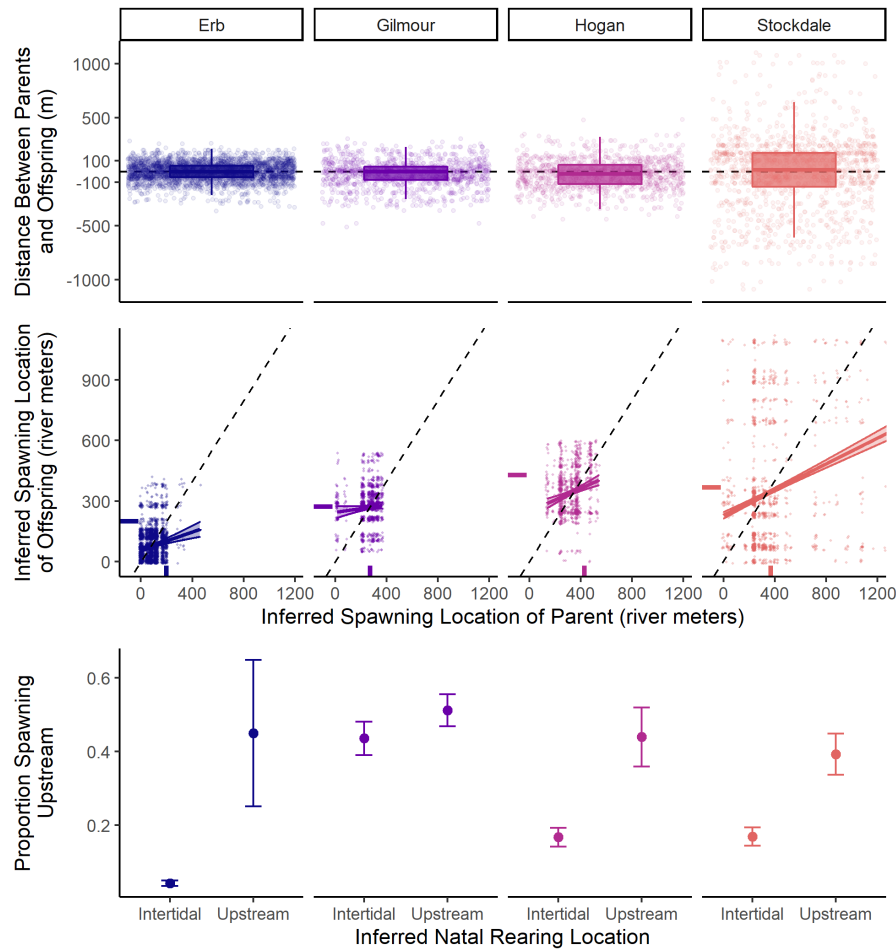 Erb Gilmour Hogan Stockdale
Distance Between Parents
and Offspring (m)
1000
500
100
-100
-500
-1000
Inferred Spawning Location
of Offspring (river meters)
900
600
300
0
0 400 800 1200 0 400 800 1200 0 400 800 1200 0 400 800 1200
Inferred Spawning Location of Parent (river meters)
Proportion Spawning
Upstream
0.6
0.4
0.2
Intertidal Upstream Intertidal Upstream Intertidal Upstream Intertidal Upstream
Inferred Natal Rearing Location